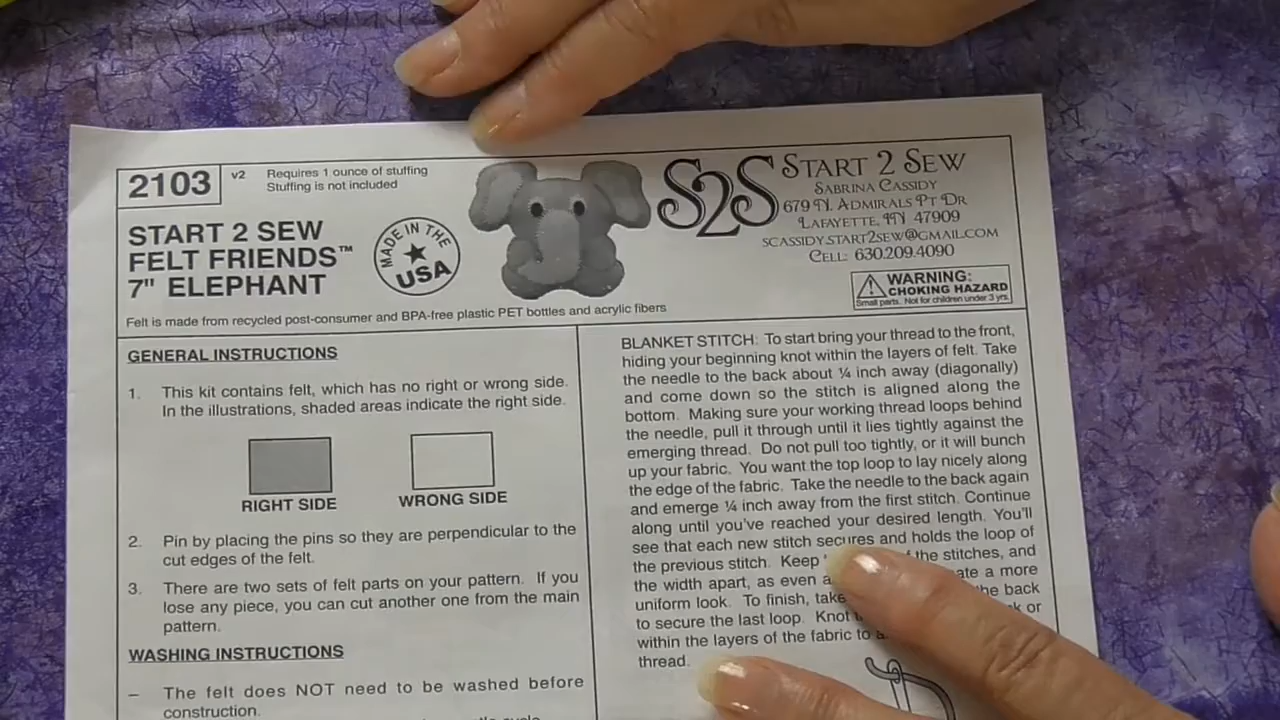 2103
v2
Requires 1 ounce of stuffing
Stuffing is not included
START 2 SEW
FELT FRIENDS™
7" ELEPHANT
MADE IN THE
USA
S2S
START 2 SEW
SABRINA CASSIDY
679 N. ADMIRALS PT DR
LAFAYETTE, IN 47909
SCASSIDY.START2SEW@GMAIL.COM
CELL: 630.209.4090
WARNING:
CHOKING HAZARD
Small parts. Not for children under 3 yrs.
Felt is made from recycled post-consumer and BPA-free plastic PET bottles and acrylic fibers
GENERAL INSTRUCTIONS
1. This kit contains felt, which has no right or wrong side.
In the illustrations, shaded areas indicate the right side.
RIGHT SIDE
WRONG SIDE
2. Pin by placing the pins so they are perpendicular to the
cut edges of the felt.
3. There are two sets of felt parts on your pattern. If you
lose any piece, you can cut another one from the main
pattern.
WASHING INSTRUCTIONS
– The felt does NOT need to be washed before
construction.
BLANKET STITCH: To start bring your thread to the front,
hiding your beginning knot within the layers of felt. Take
the needle to the back about ¼ inch away (diagonally)
and come down so the stitch is aligned along the
bottom. Making sure your working thread loops behind
the needle, pull it through until it lies tightly against the
emerging thread. Do not pull too tightly, or it will bunch
up your fabric. You want the top loop to lay nicely along
the edge of the fabric. Take the needle to the back again
and emerge ¼ inch away from the first stitch. Continue
along until you've reached your desired length. You'll
see that each new stitch secures and holds the loop of
the previous stitch. Keep of the stitches, and
the width apart, as even a more
uniform look. To finish, take the back
to secure the last loop. Knot or
within the layers of the fabric to
thread.